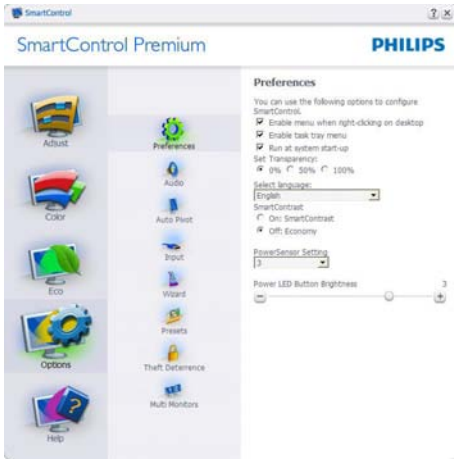 SmartControl
SmartControl Premium
PHILIPS
Adjust
Color
Eco
Options
Help
Preferences
Audio
Auto Pivot
Input
Wizard
Presets
Theft Deterrence
Multi Monitors
Preferences
You can use the following options to configure
SmartControl.
Enable menu when right-clicking on desktop
Enable task tray menu
Run at system start-up
Set Transparency:
0% 50% 100%
Select language:
English
SmartContrast
On: SmartContrast
Off: Economy
PowerSensor Setting
3
Power LED Button Brightness 3